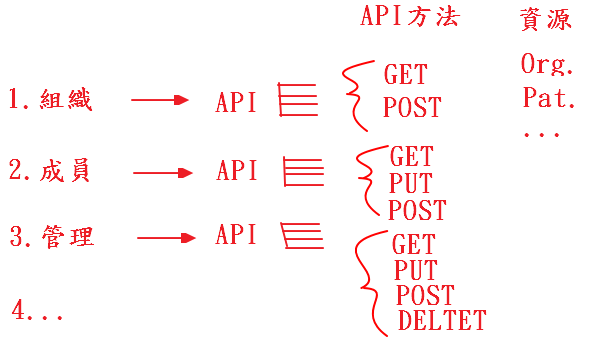 API方法 資源
1.組織 API GET Org.
POST Pat.
...
2.成員 API GET
PUT
POST
3.管理 API GET
PUT
POST
DELTET
4...